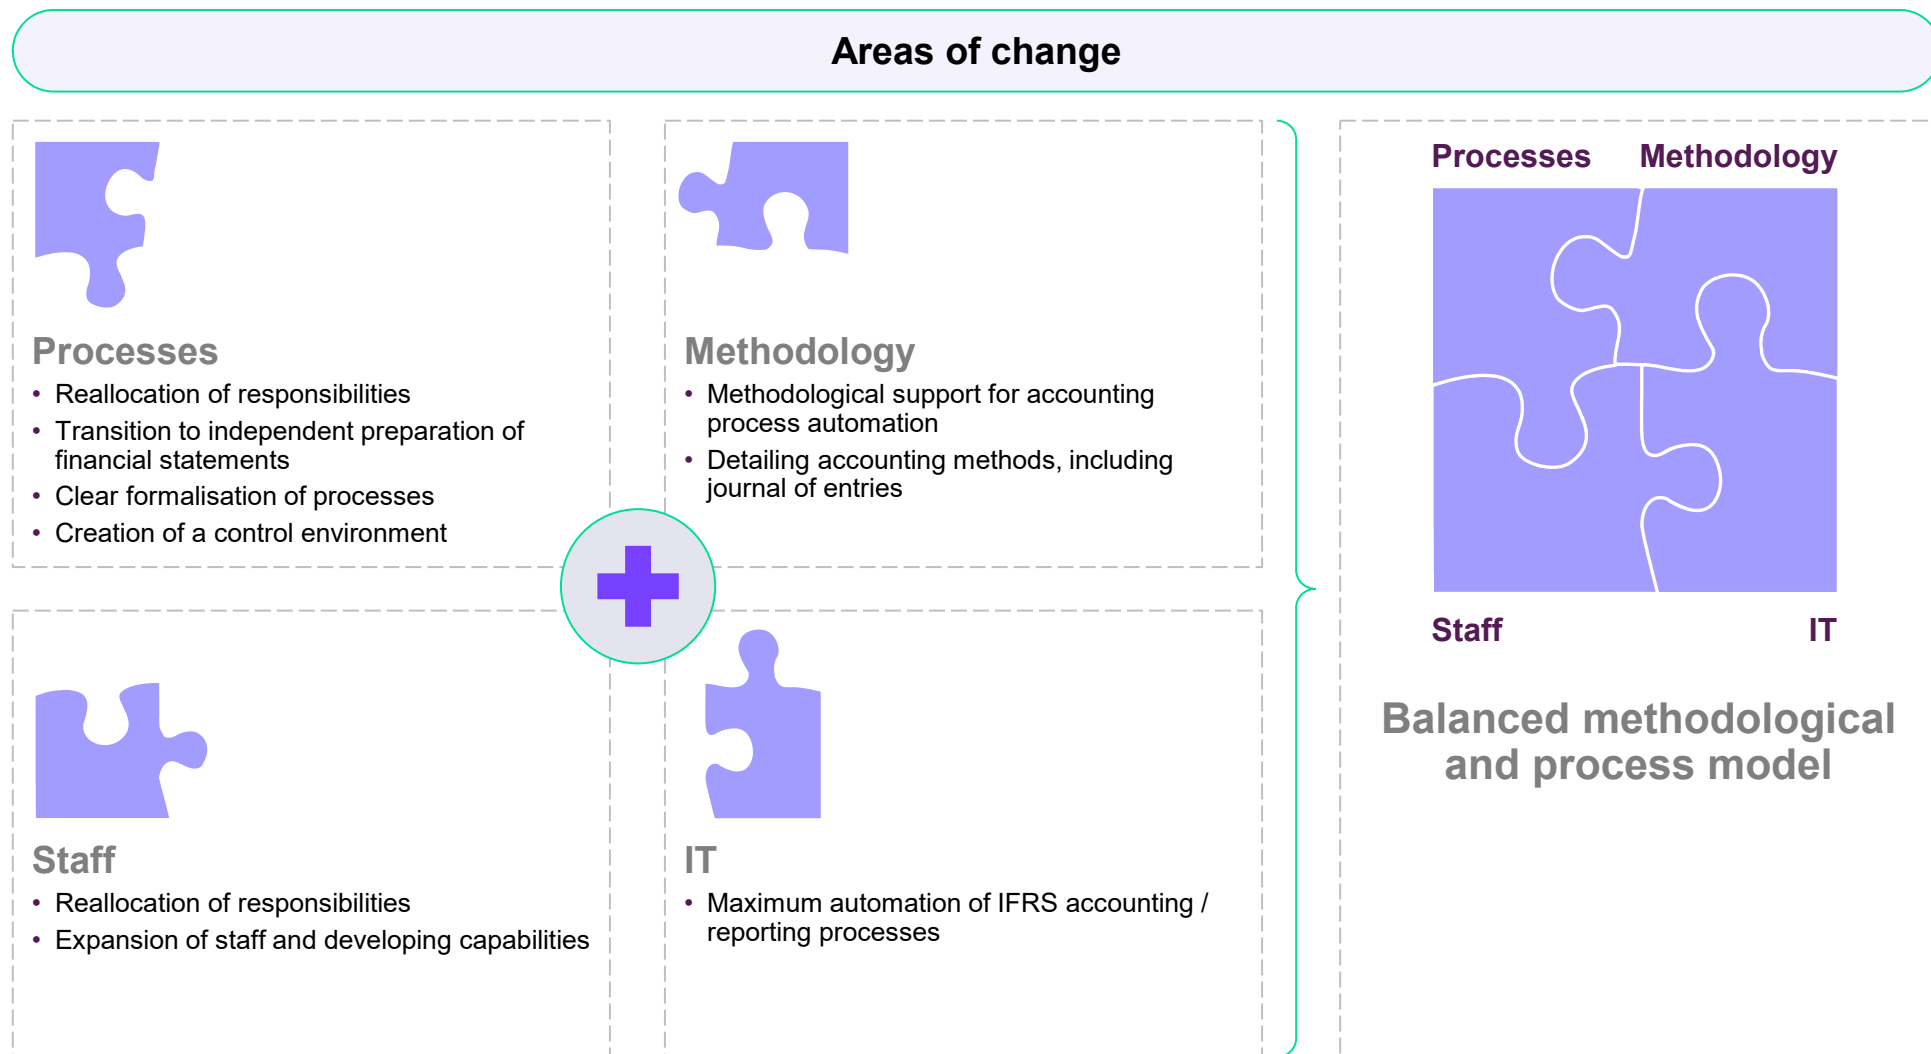 Areas of change
Processes
• Reallocation of responsibilities
• Transition to independent preparation of
financial statements
• Clear formalisation of processes
• Creation of a control environment
Methodology
• Methodological support for accounting
process automation
• Detailing accounting methods, including
journal of entries
Staff
• Reallocation of responsibilities
• Expansion of staff and developing capabilities
IT
• Maximum automation of IFRS accounting /
reporting processes
Processes Methodology
Staff IT
Balanced methodological
and process model